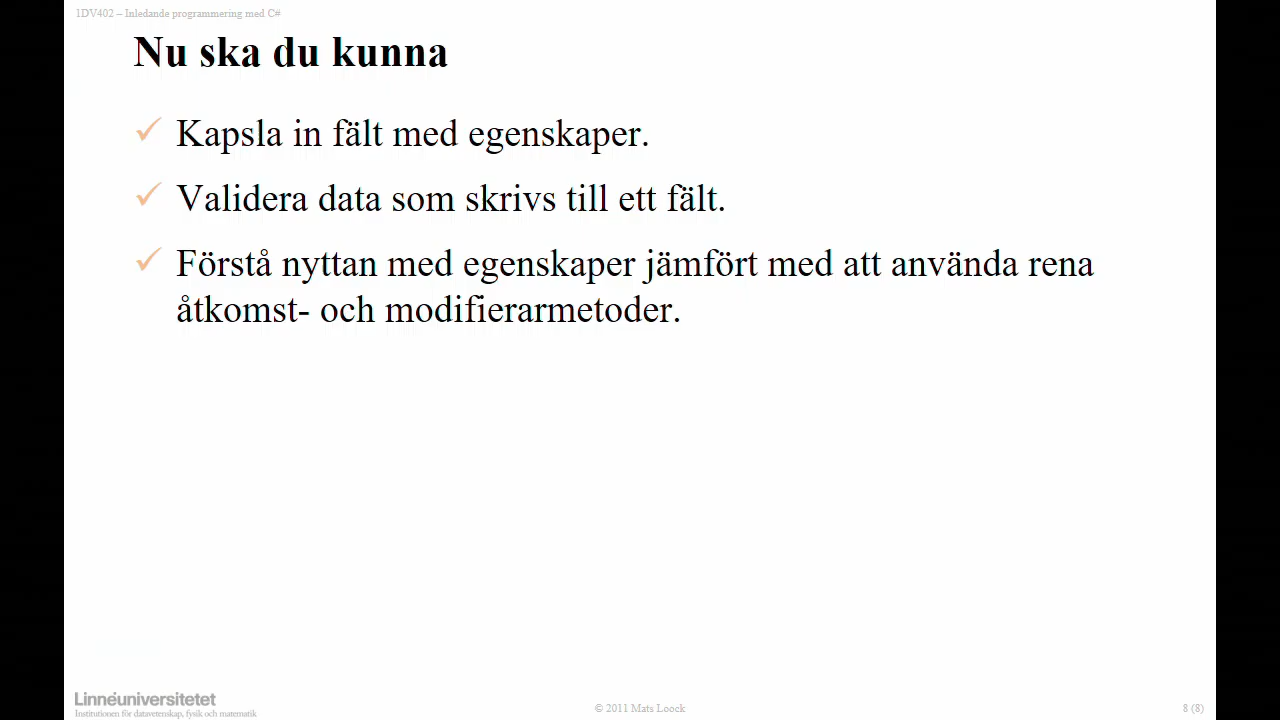 1DV402 – Inledande programmering med C#
Nu ska du kunna
Kapsla in fält med egenskaper.
Validera data som skrivs till ett fält.
Förstå nyttan med egenskaper jämfört med att använda rena
åtkomst- och modifierarmetoder.
Linnéuniversitetet
Institutionen för datavetenskap, fysik och matematik
© 2011 Mats Loock
8 (8)